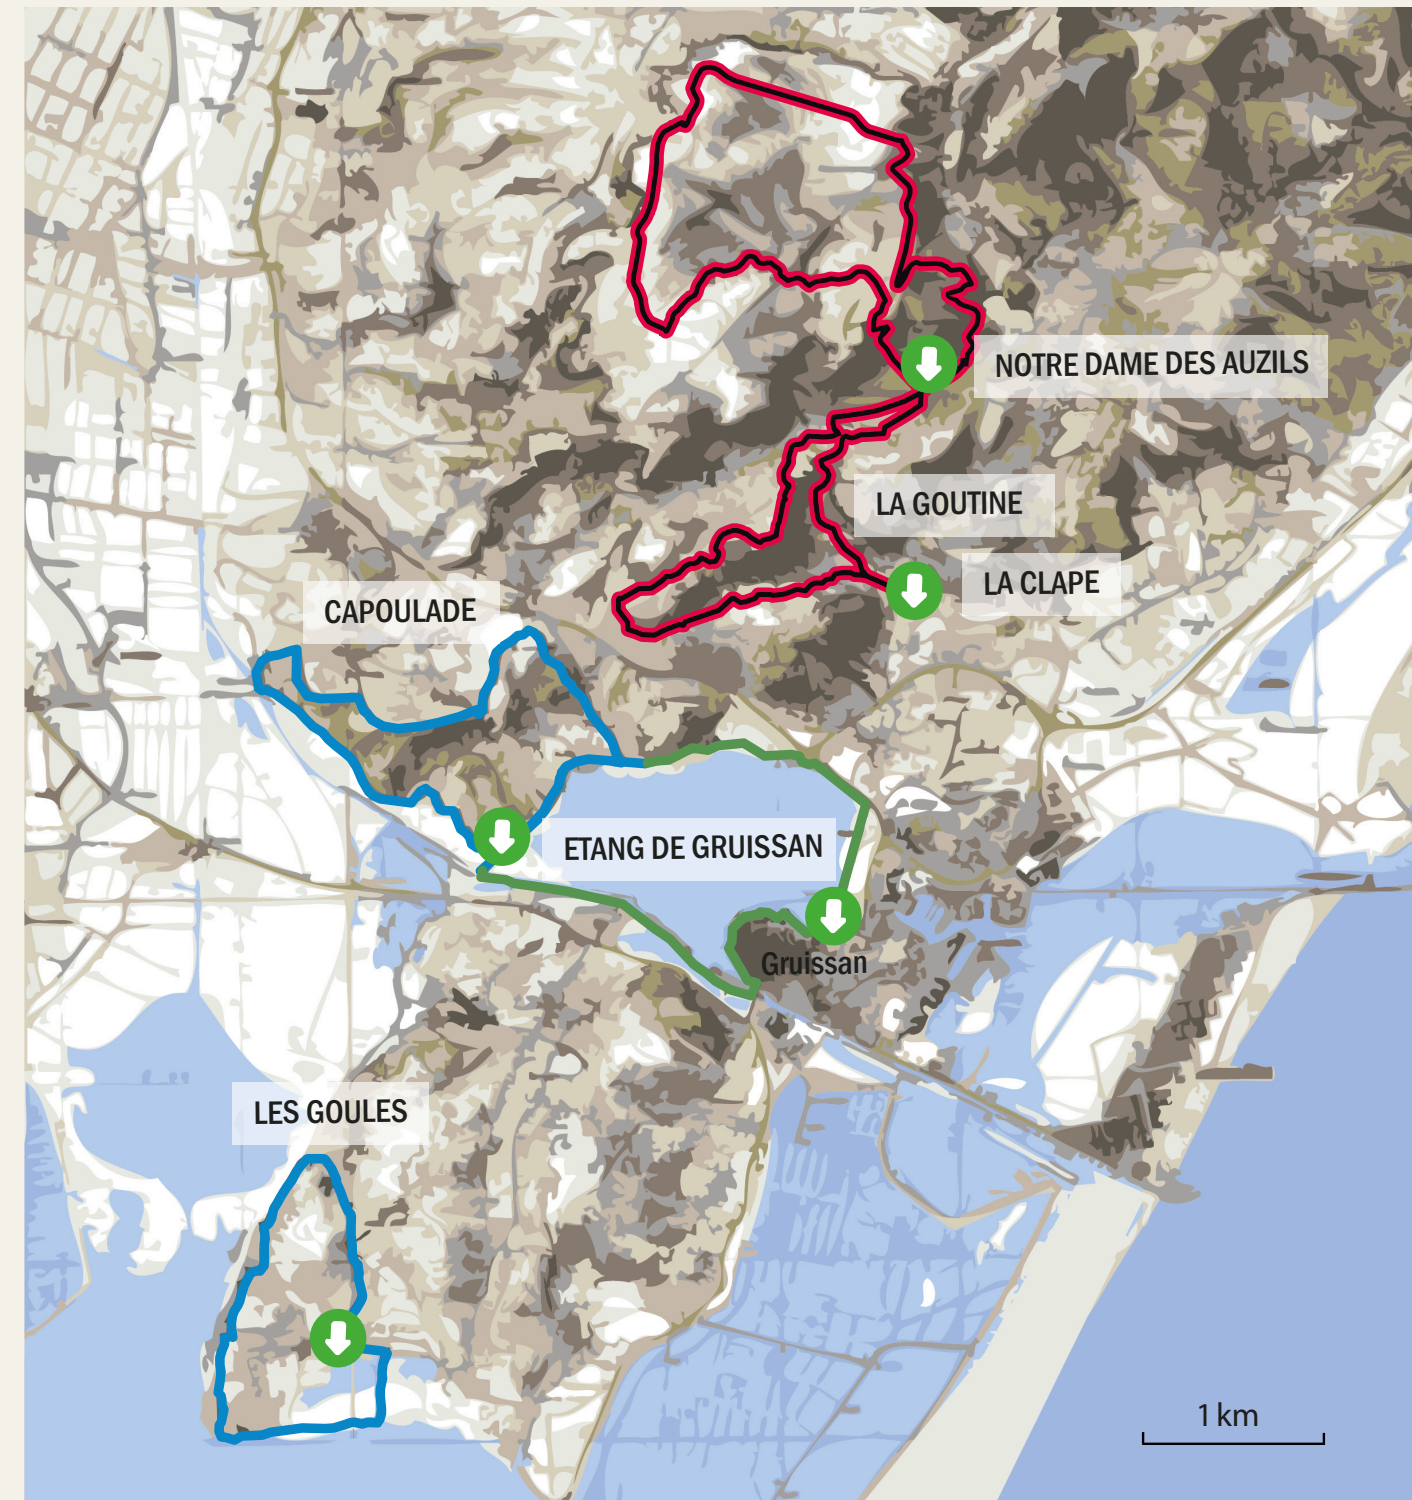 NOTRE DAME DES AUZILS
LA GOUTINE
LA CLAPE
CAPOULADE
ETANG DE GRUISSAN
Gruissan
LES GOULES
1 km